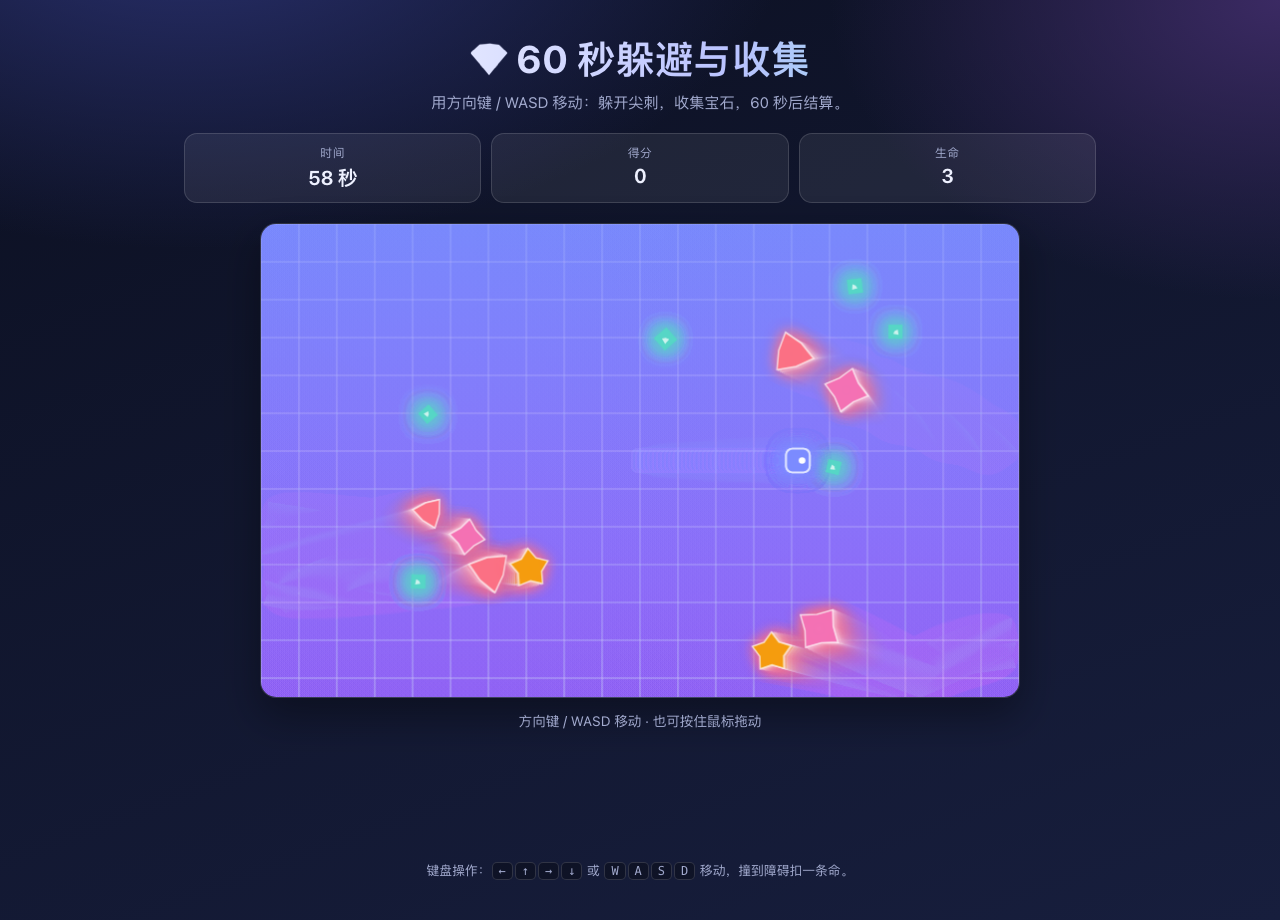 60 秒躲避与收集
用方向键 / WASD 移动：躲开尖刺，收集宝石，60 秒后结算。
时间
58 秒
得分
0
生命
3
方向键 / WASD 移动 · 也可按住鼠标拖动
键盘操作： ← ↑ → ↓ 或 W A S D 移动，撞到障碍扣一条命。